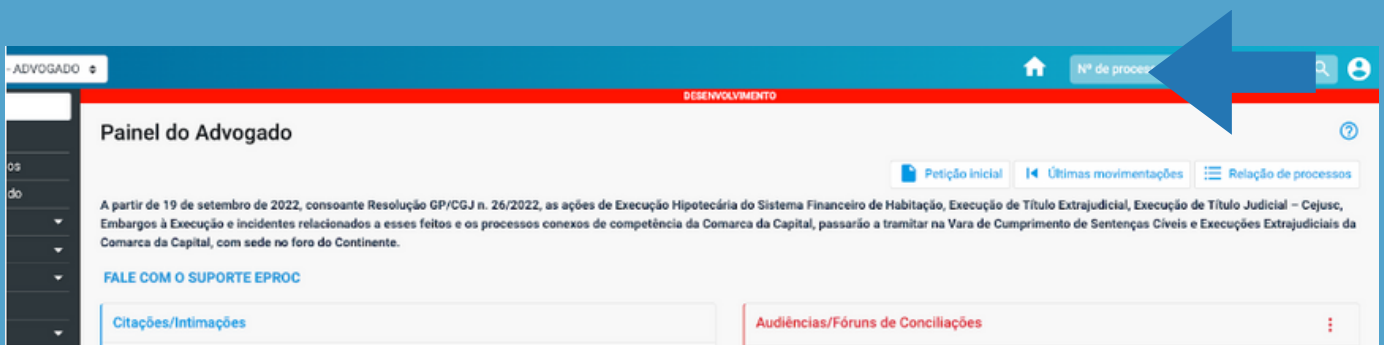 - ADVOGADO
Nº de
DESENVOLVIMENTO
Painel do Advogado
os
do
Petição inicial
Últimas movimentações
Relação de processos
A partir de 19 de setembro de 2022, consoante Resolução GP/CGJ n. 26/2022, as ações de Execução Hipotecária do Sistema Financeiro de Habitação, Execução de Título Extrajudicial, Execução de Título Judicial – Cejusc,
Embargos à Execução e incidentes relacionados a esses feitos e os processos conexos de competência da Comarca da Capital, passarão a tramitar na Vara de Cumprimento de Sentenças Cíveis e Execuções Extrajudiciais da
Comarca da Capital, com sede no foro do Continente.
FALE COM O SUPORTE EPROC
Citações/Intimações
Audiências/Fóruns de Conciliações